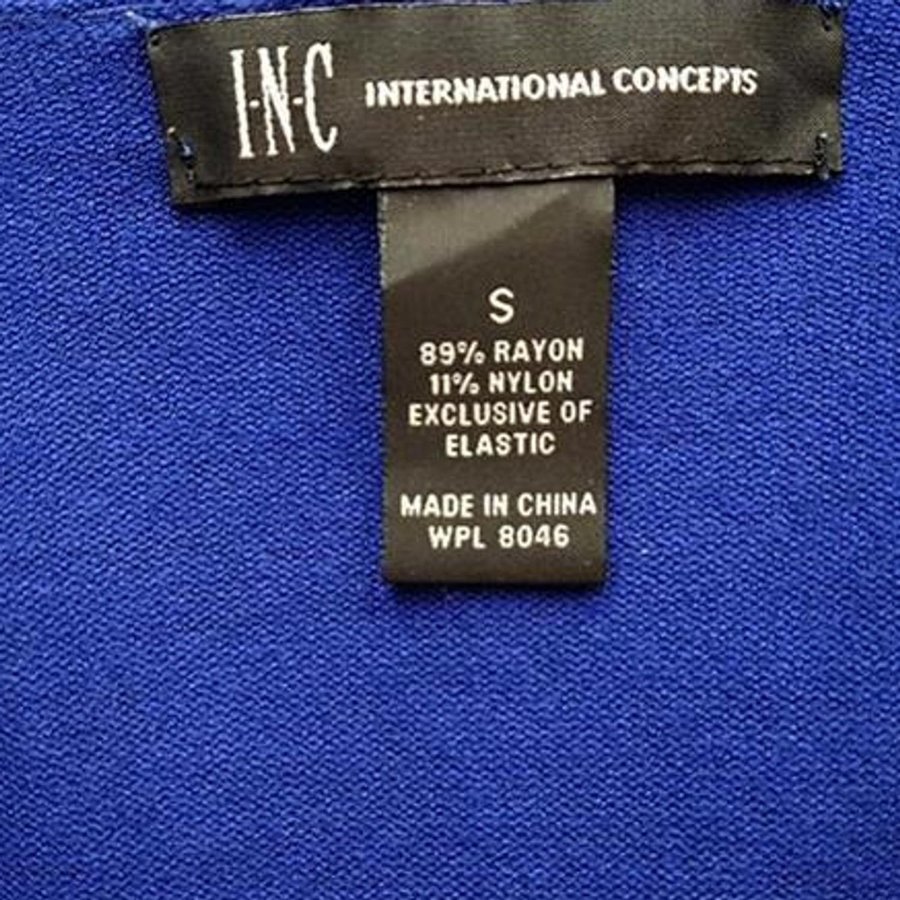 I·N·C INTERNATIONAL CONCEPTS
S
89% RAYON
11% NYLON
EXCLUSIVE OF
ELASTIC
MADE IN CHINA
WPL 8046